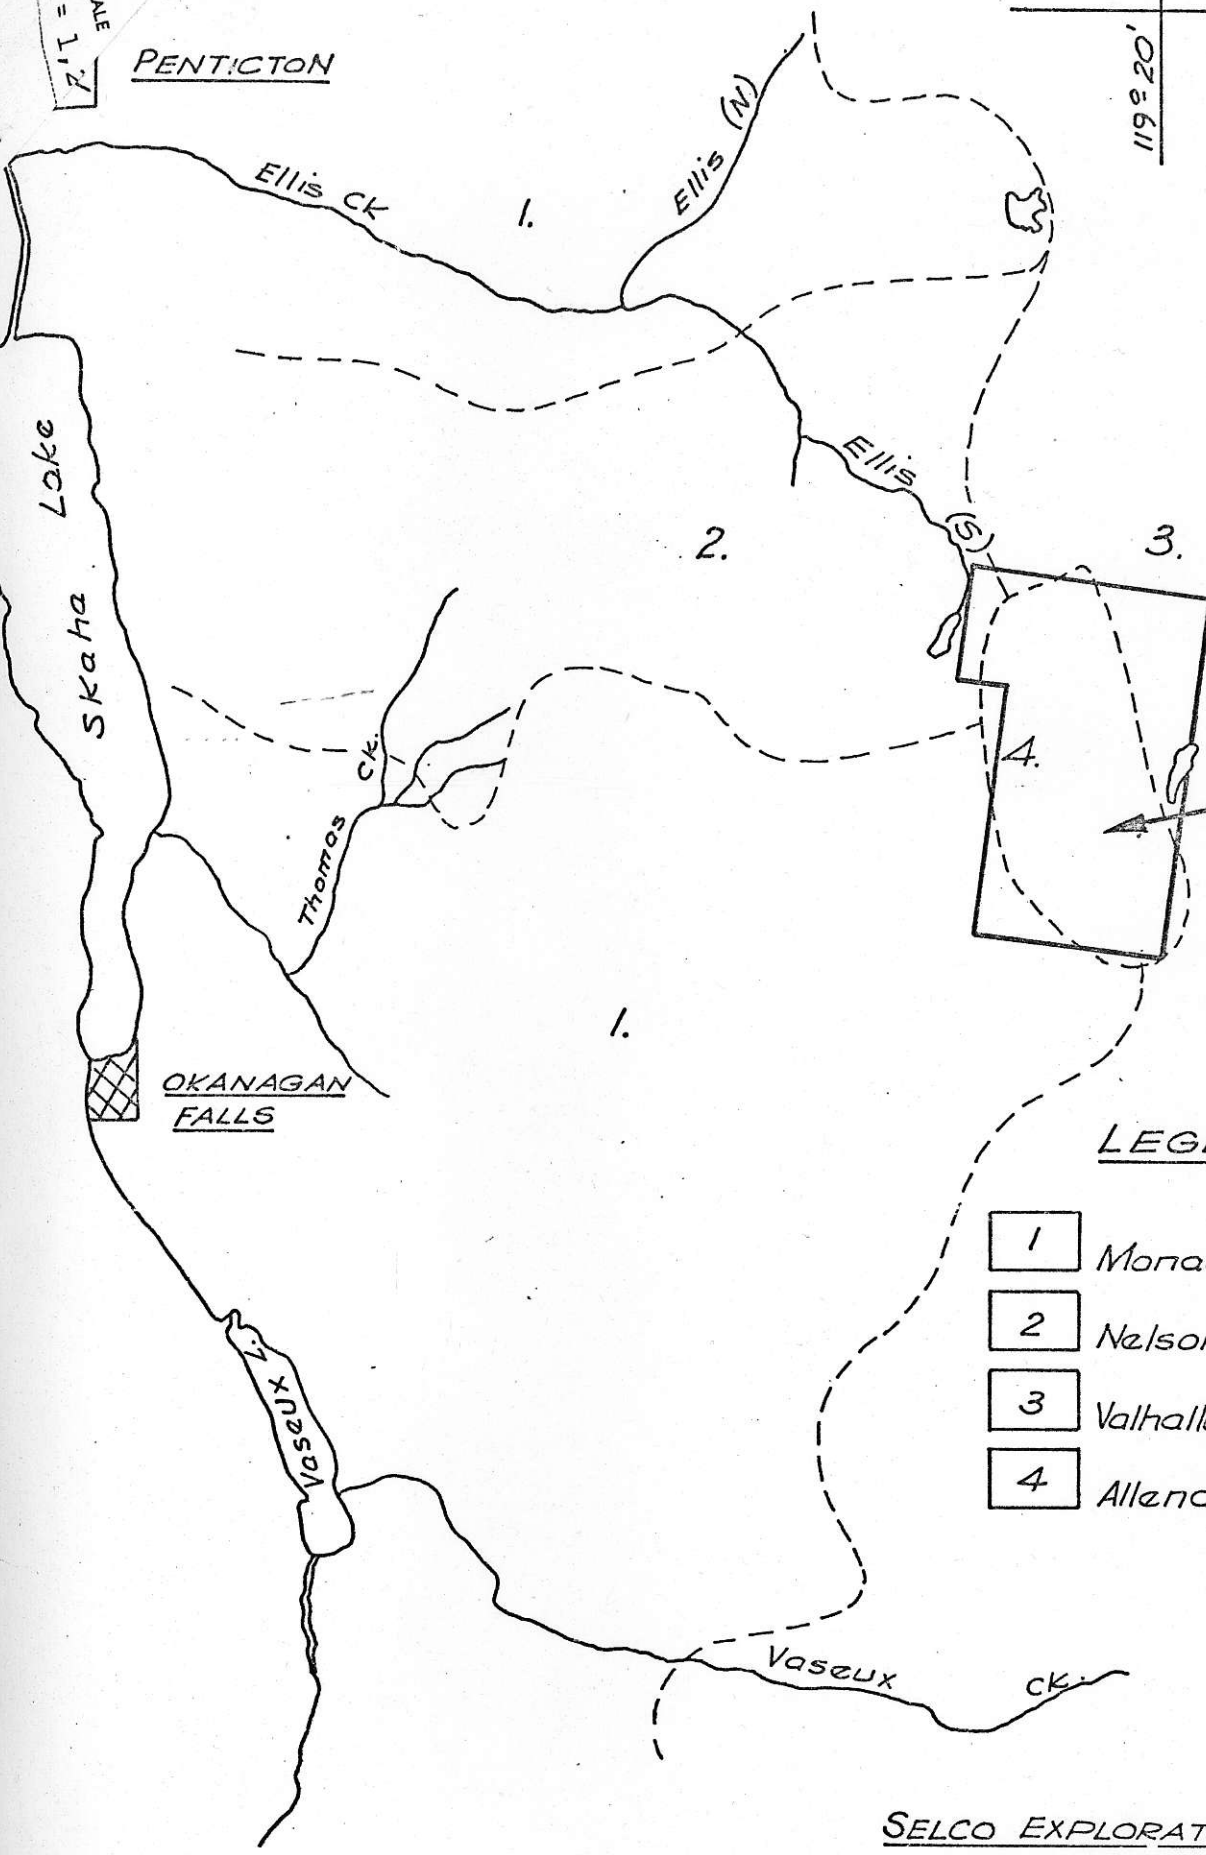 PENTICTON
119° 20'
Ellis CK
1.
Ellis (N)
Skaha Lake
Ellis (S)
2.
3.
4.
Thomas CK.
1.
OKANAGAN
FALLS
Vaseux L.
Vaseux CK.
LEG
1 Mona
2 Nelson
3 Valhall
4 Allen
SELCO EXPLORAT